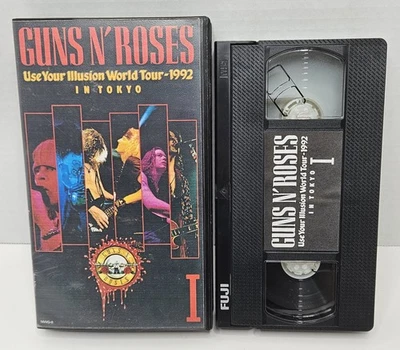 GUNS N' ROSES
Use Your Illusion World Tour-1992
IN TOKYO
I
GUNS N' ROSES
Use Your Illusion World Tour-1992
IN TOKYO
I
FUJI